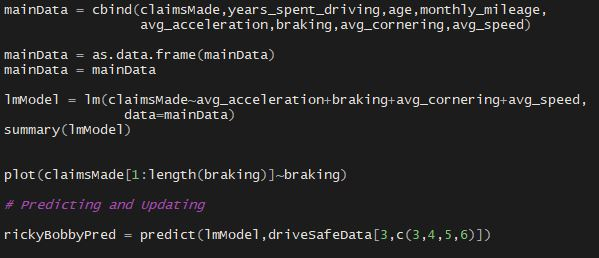 mainData = cbind(claimsMade,years_spent_driving,age,monthly_mileage,
avg_acceleration,braking,avg_cornering,avg_speed)
mainData = as.data.frame(mainData)
mainData = mainData
lmModel = lm(claimsMade~avg_acceleration+braking+avg_cornering+avg_speed,
data=mainData)
summary(lmModel)
plot(claimsMade[1:length(braking)]~braking)
# Predicting and Updating
rickyBobbyPred = predict(lmModel,driveSafeData[3,c(3,4,5,6)])